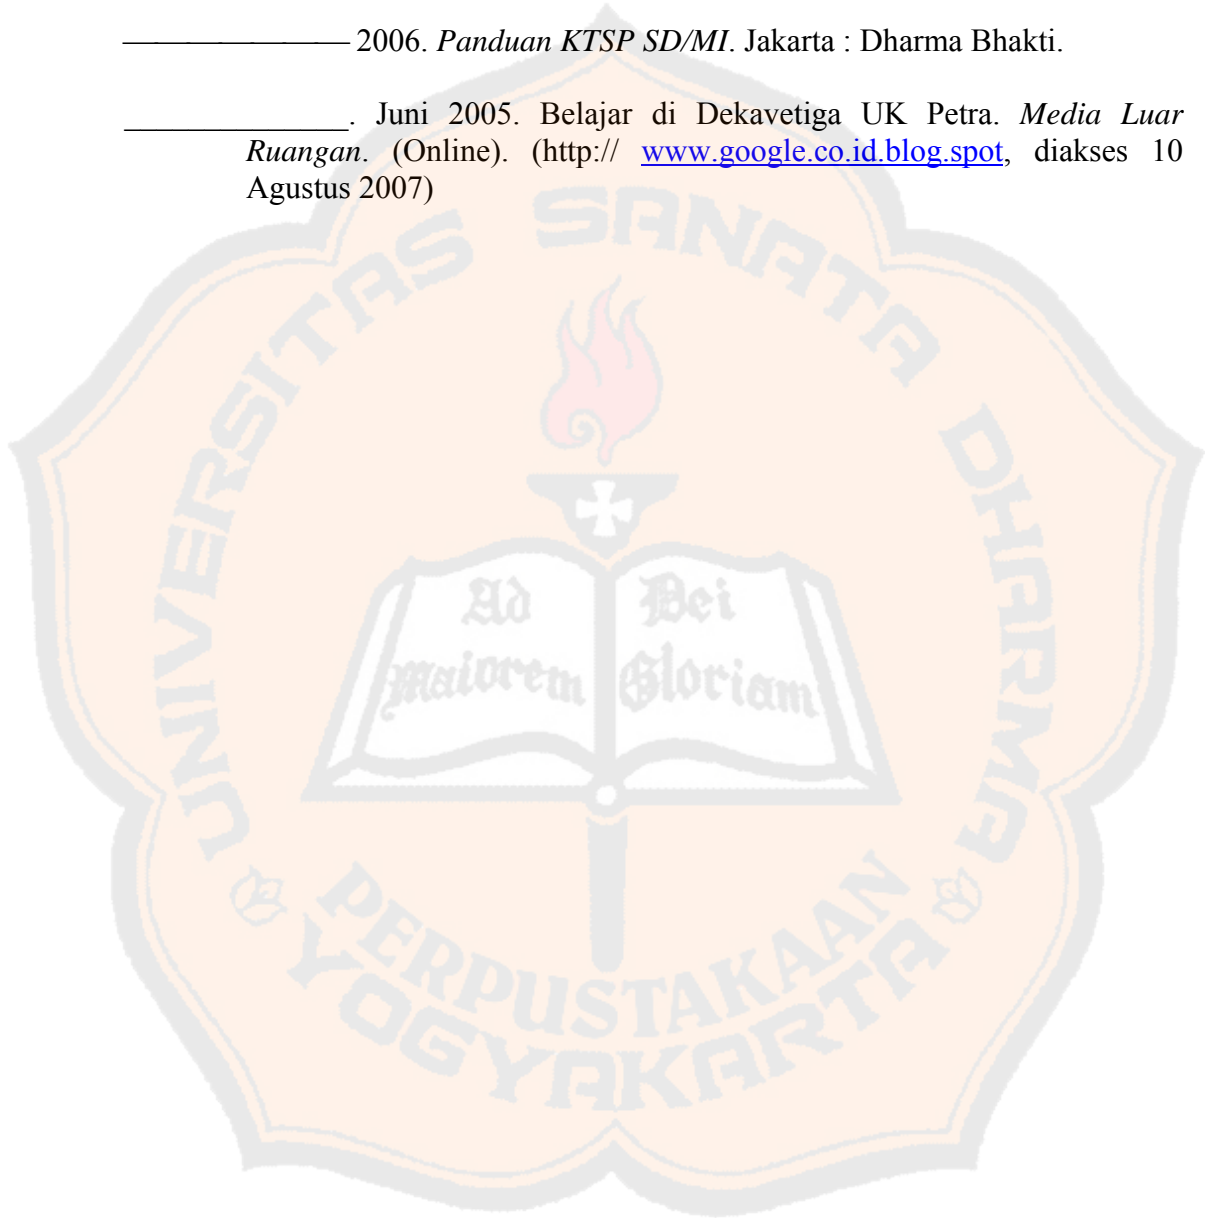 —————————— 2006. Panduan KTSP SD/MI. Jakarta : Dharma Bhakti.
______________. Juni 2005. Belajar di Dekavetiga UK Petra. Media Luar
Ruangan. (Online). (http:// www.google.co.id.blog.spot, diakses 10
Agustus 2007)
UNIVERSITAS SANATA DHARMA
Ad Dei
maiorem Gloriam
PERPUSTAKAAN
YOGYAKARTA